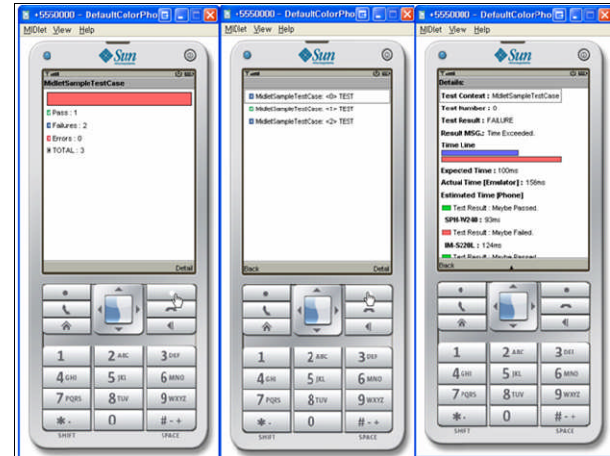 +5550000 - DefaultColorPho
MIDlet View Help
Sun
MidletSampleTestCase
Pass : 1
Failures : 2
Errors : 0
TOTAL : 3
Detail
1
2 ABC
3 DEF
4 GHI
5 JKL
6 MNO
7 PQRS
8 TUV
9 WXYZ
* .
0
# - +
SHIFT
SPACE
+5550000 - DefaultColorPho
MIDlet View Help
Sun
MidletSampleTestCase: <0> TEST
MidletSampleTestCase: <1> TEST
MidletSampleTestCase: <2> TEST
Back
Detail
1
2 ABC
3 DEF
4 GHI
5 JKL
6 MNO
7 PQRS
8 TUV
9 WXYZ
* .
0
# - +
SHIFT
SPACE
+5550000 - DefaultColorPho
MIDlet View Help
Sun
Details:
Test Context : MidletSampleTestCase
Test Number : 0
Test Result : FAILURE
Result MSG.: Time Exceeded.
Time Line
Expected Time : 100ms
Actual Time [Emulator] : 156ms
Estimated Time [Phone]
Test Result : Maybe Passed.
SPH-W240 : 93ms
Test Result : Maybe Failed.
IM-S220L : 124ms
Test Result : Maybe Passed.
Back
1
2 ABC
3 DEF
4 GHI
5 JKL
6 MNO
7 PQRS
8 TUV
9 WXYZ
* .
0
# - +
SHIFT
SPACE